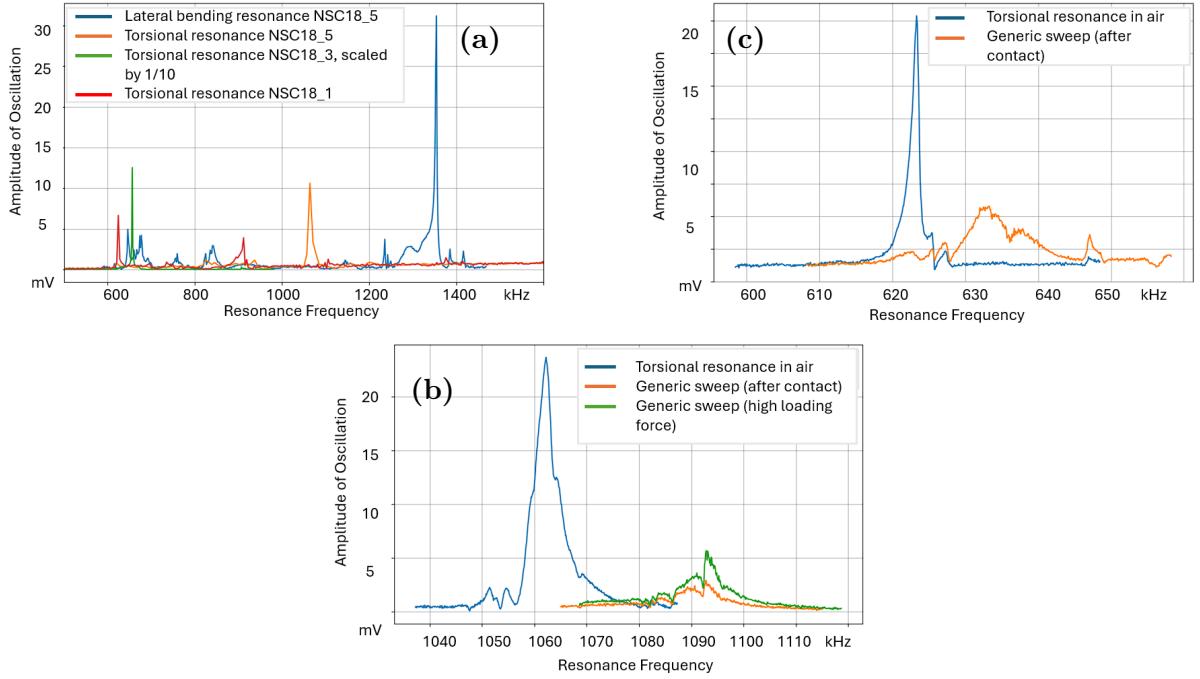 Lateral bending resonance NSC18_5
Torsional resonance NSC18_5
Torsional resonance NSC18_3, scaled
by 1/10
Torsional resonance NSC18_1
(a)
Amplitude of Oscillation
30
25
20
15
10
5
mV
600 800 1000 1200 1400 kHz
Resonance Frequency
(c)
Torsional resonance in air
Generic sweep (after
contact)
Amplitude of Oscillation
20
15
10
5
mV
600 610 620 630 640 650 kHz
Resonance Frequency
(b)
Torsional resonance in air
Generic sweep (after contact)
Generic sweep (high loading
force)
Amplitude of Oscillation
20
15
10
5
mV
1040 1050 1060 1070 1080 1090 1100 1110 kHz
Resonance Frequency